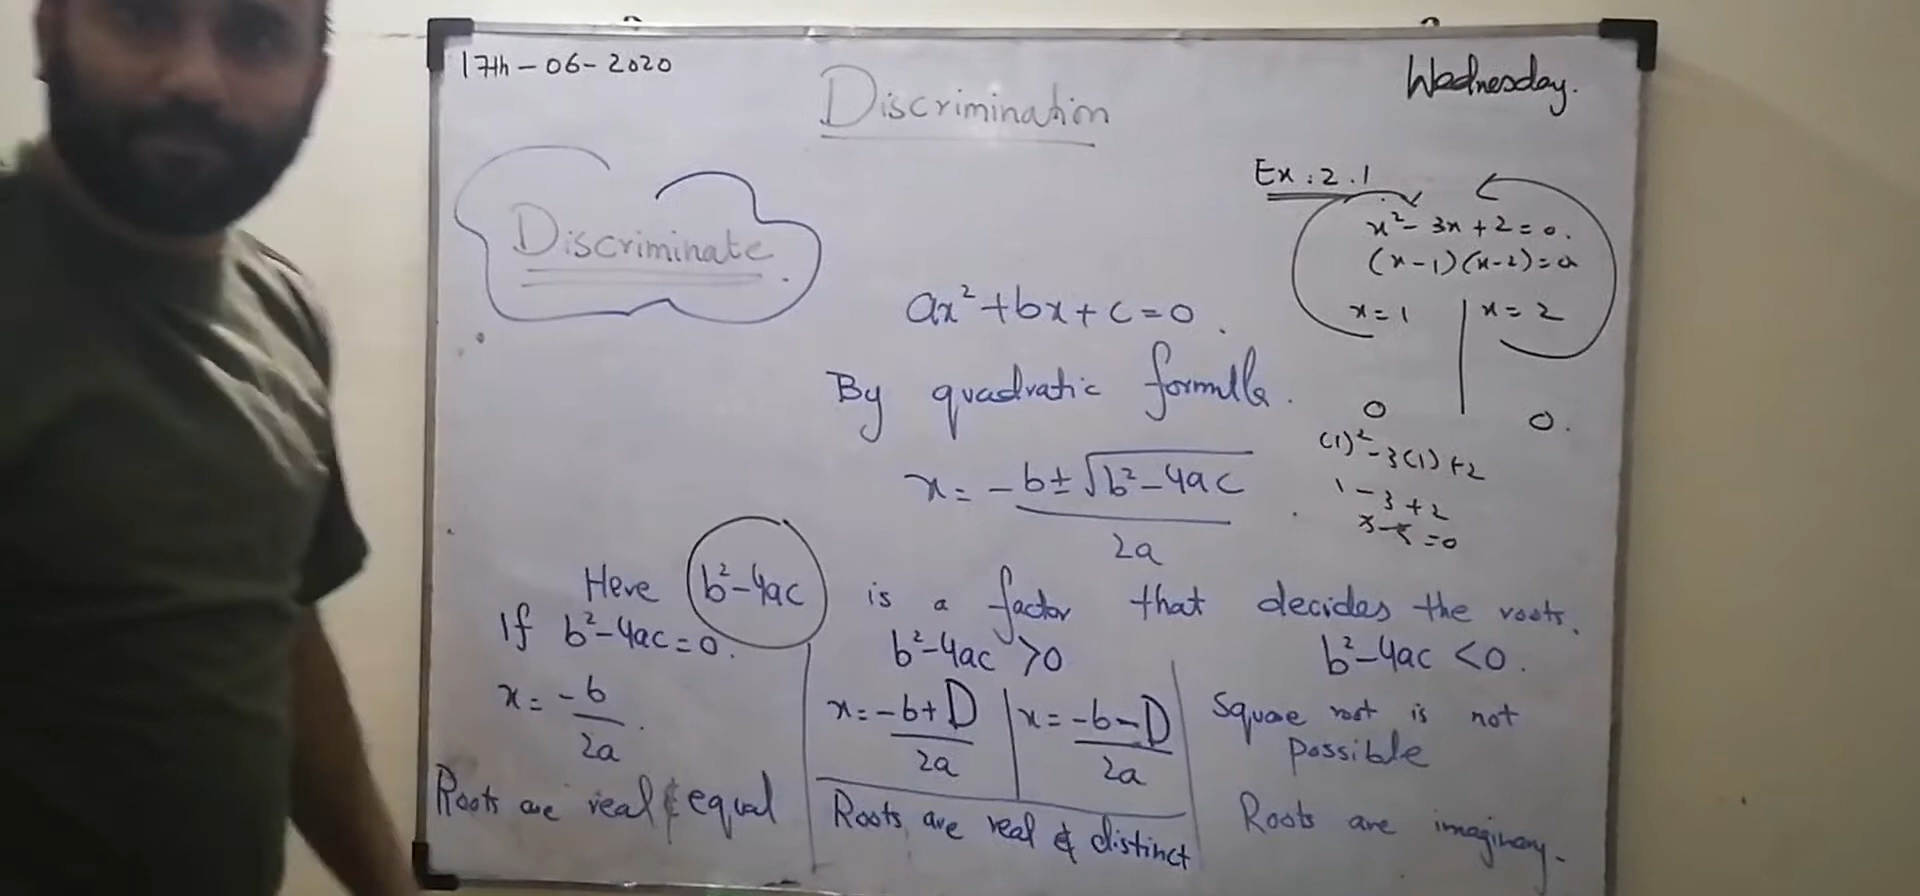 17th-06-2020
Wednesday.
Discrimination
Discriminate.
Ex:2.1
x²-3x+2=0.
(x-1)(x-2)=0
x=1 | x=2
0 0.
(1)²-3(1)+2
1-3+2
=0
ax²+bx+c=0.
By quadratic formula.
x=-b±√b²-4ac
2a
Here b²-4ac is a factor that decides the roots.
If b²-4ac=0.
x=-b
2a.
Roots are real & equal
b²-4ac >0
x=-b+D | x=-b-D
2a 2a
Roots are real & distinct
b²-4ac <0.
Square root is not
possible
Roots are imaginary.